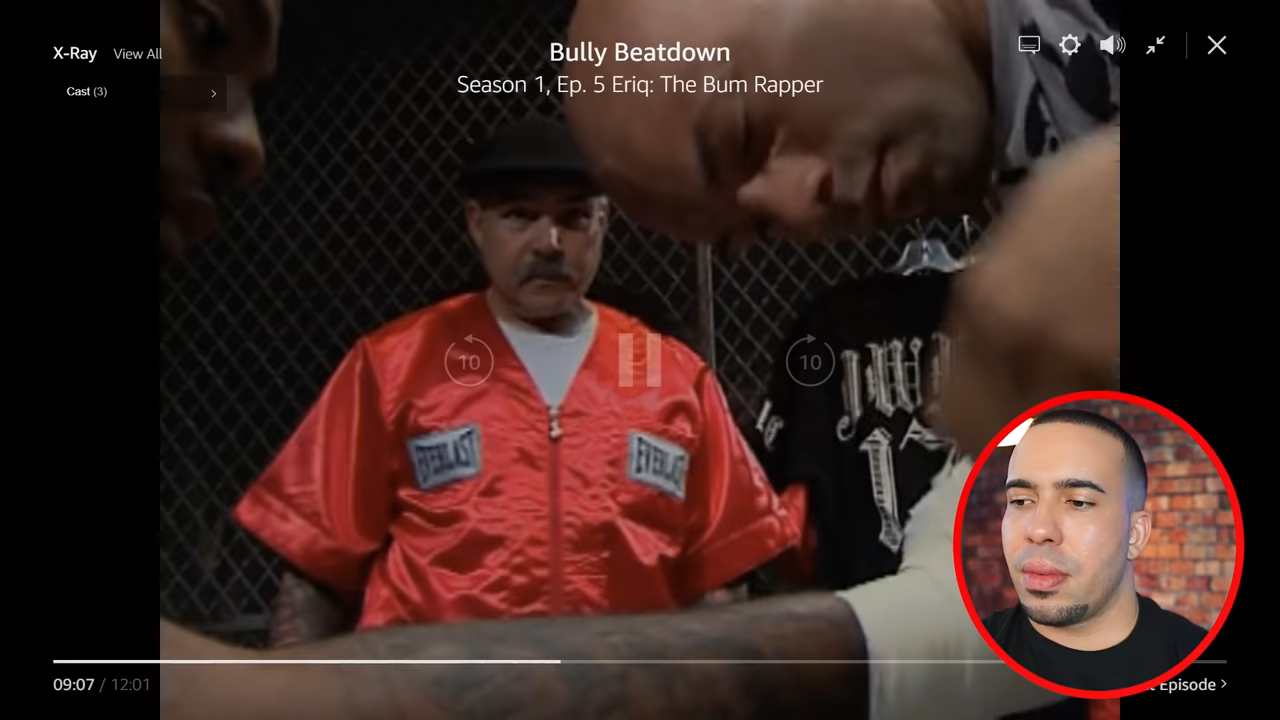 X-Ray View All
Cast (3)
Bully Beatdown
Season 1, Ep. 5 Eriq: The Bum Rapper
10
10
EVERLAST
EVERLAST
09:07 / 12:01
Episode